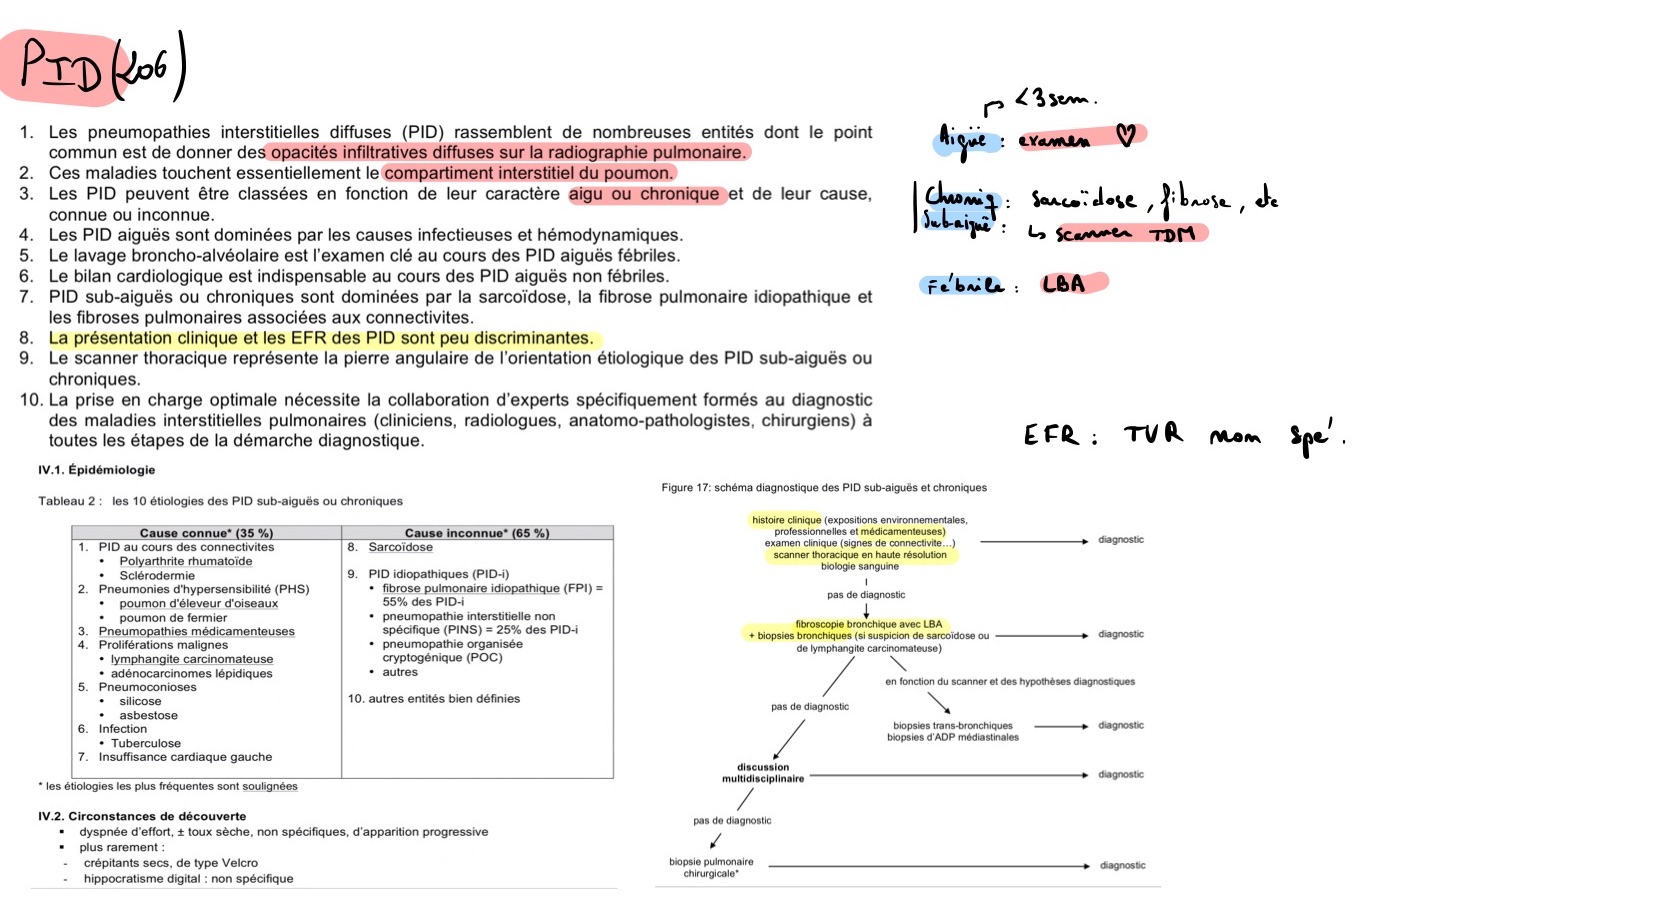 PID (206)
1. Les pneumopathies interstitielles diffuses (PID) rassemblent de nombreuses entités dont le point
commun est de donner des opacités infiltratives diffuses sur la radiographie pulmonaire.
2. Ces maladies touchent essentiellement le compartiment interstitiel du poumon.
3. Les PID peuvent être classées en fonction de leur caractère aigu ou chronique et de leur cause,
connue ou inconnue.
4. Les PID aiguës sont dominées par les causes infectieuses et hémodynamiques.
5. Le lavage broncho-alvéolaire est l'examen clé au cours des PID aiguës fébriles.
6. Le bilan cardiologique est indispensable au cours des PID aiguës non fébriles.
7. PID sub-aiguës ou chroniques sont dominées par la sarcoïdose, la fibrose pulmonaire idiopathique et
les fibroses pulmonaires associées aux connectivites.
8. La présentation clinique et les EFR des PID sont peu discriminantes.
9. Le scanner thoracique représente la pierre angulaire de l'orientation étiologique des PID sub-aiguës ou
chroniques.
10. La prise en charge optimale nécessite la collaboration d'experts spécifiquement formés au diagnostic
des maladies interstitielles pulmonaires (cliniciens, radiologues, anatomo-pathologistes, chirurgiens) à
toutes les étapes de la démarche diagnostique.
< 3 sem.
Aigüe : examen ♡
Chroniq : sarcoïdose, fibrose, etc
Subaiguë : ↳ scanner TDM
Fébrile : LBA
EFR : TVR non spé.
IV.1. Épidémiologie
Tableau 2 : les 10 étiologies des PID sub-aiguës ou chroniques
Cause connue* (35 %)
1. PID au cours des connectivites
• Polyarthrite rhumatoïde
• Sclérodermie
2. Pneumonies d'hypersensibilité (PHS)
• poumon d'éleveur d'oiseaux
• poumon de fermier
3. Pneumopathies médicamenteuses
4. Proliférations malignes
• lymphangite carcinomateuse
• adénocarcinomes lépidiques
5. Pneumoconioses
• silicose
• asbestose
6. Infection
• Tuberculose
7. Insuffisance cardiaque gauche
Cause inconnue* (65 %)
8. Sarcoïdose
9. PID idiopathiques (PID-i)
• fibrose pulmonaire idiopathique (FPI) =
55% des PID-i
• pneumopathie interstitielle non
spécifique (PINS) = 25% des PID-i
• pneumopathie organisée
cryptogénique (POC)
• autres
10. autres entités bien définies
* les étiologies les plus fréquentes sont soulignées
IV.2. Circonstances de découverte
▪ dyspnée d'effort, ± toux sèche, non spécifiques, d'apparition progressive
▪ plus rarement :
- crépitants secs, de type Velcro
- hippocratisme digital : non spécifique
Figure 17: schéma diagnostique des PID sub-aiguës et chroniques
histoire clinique (expositions environnementales,
professionnelles et médicamenteuses)
examen clinique (signes de connectivite…)
scanner thoracique en haute résolution
biologie sanguine
diagnostic
pas de diagnostic
fibroscopie bronchique avec LBA
+ biopsies bronchiques (si suspicion de sarcoïdose ou
de lymphangite carcinomateuse)
diagnostic
en fonction du scanner et des hypothèses diagnostiques
pas de diagnostic
biopsies trans-bronchiques
biopsies d'ADP médiastinales
diagnostic
discussion
multidisciplinaire
diagnostic
pas de diagnostic
biopsie pulmonaire
chirurgicale*
diagnostic